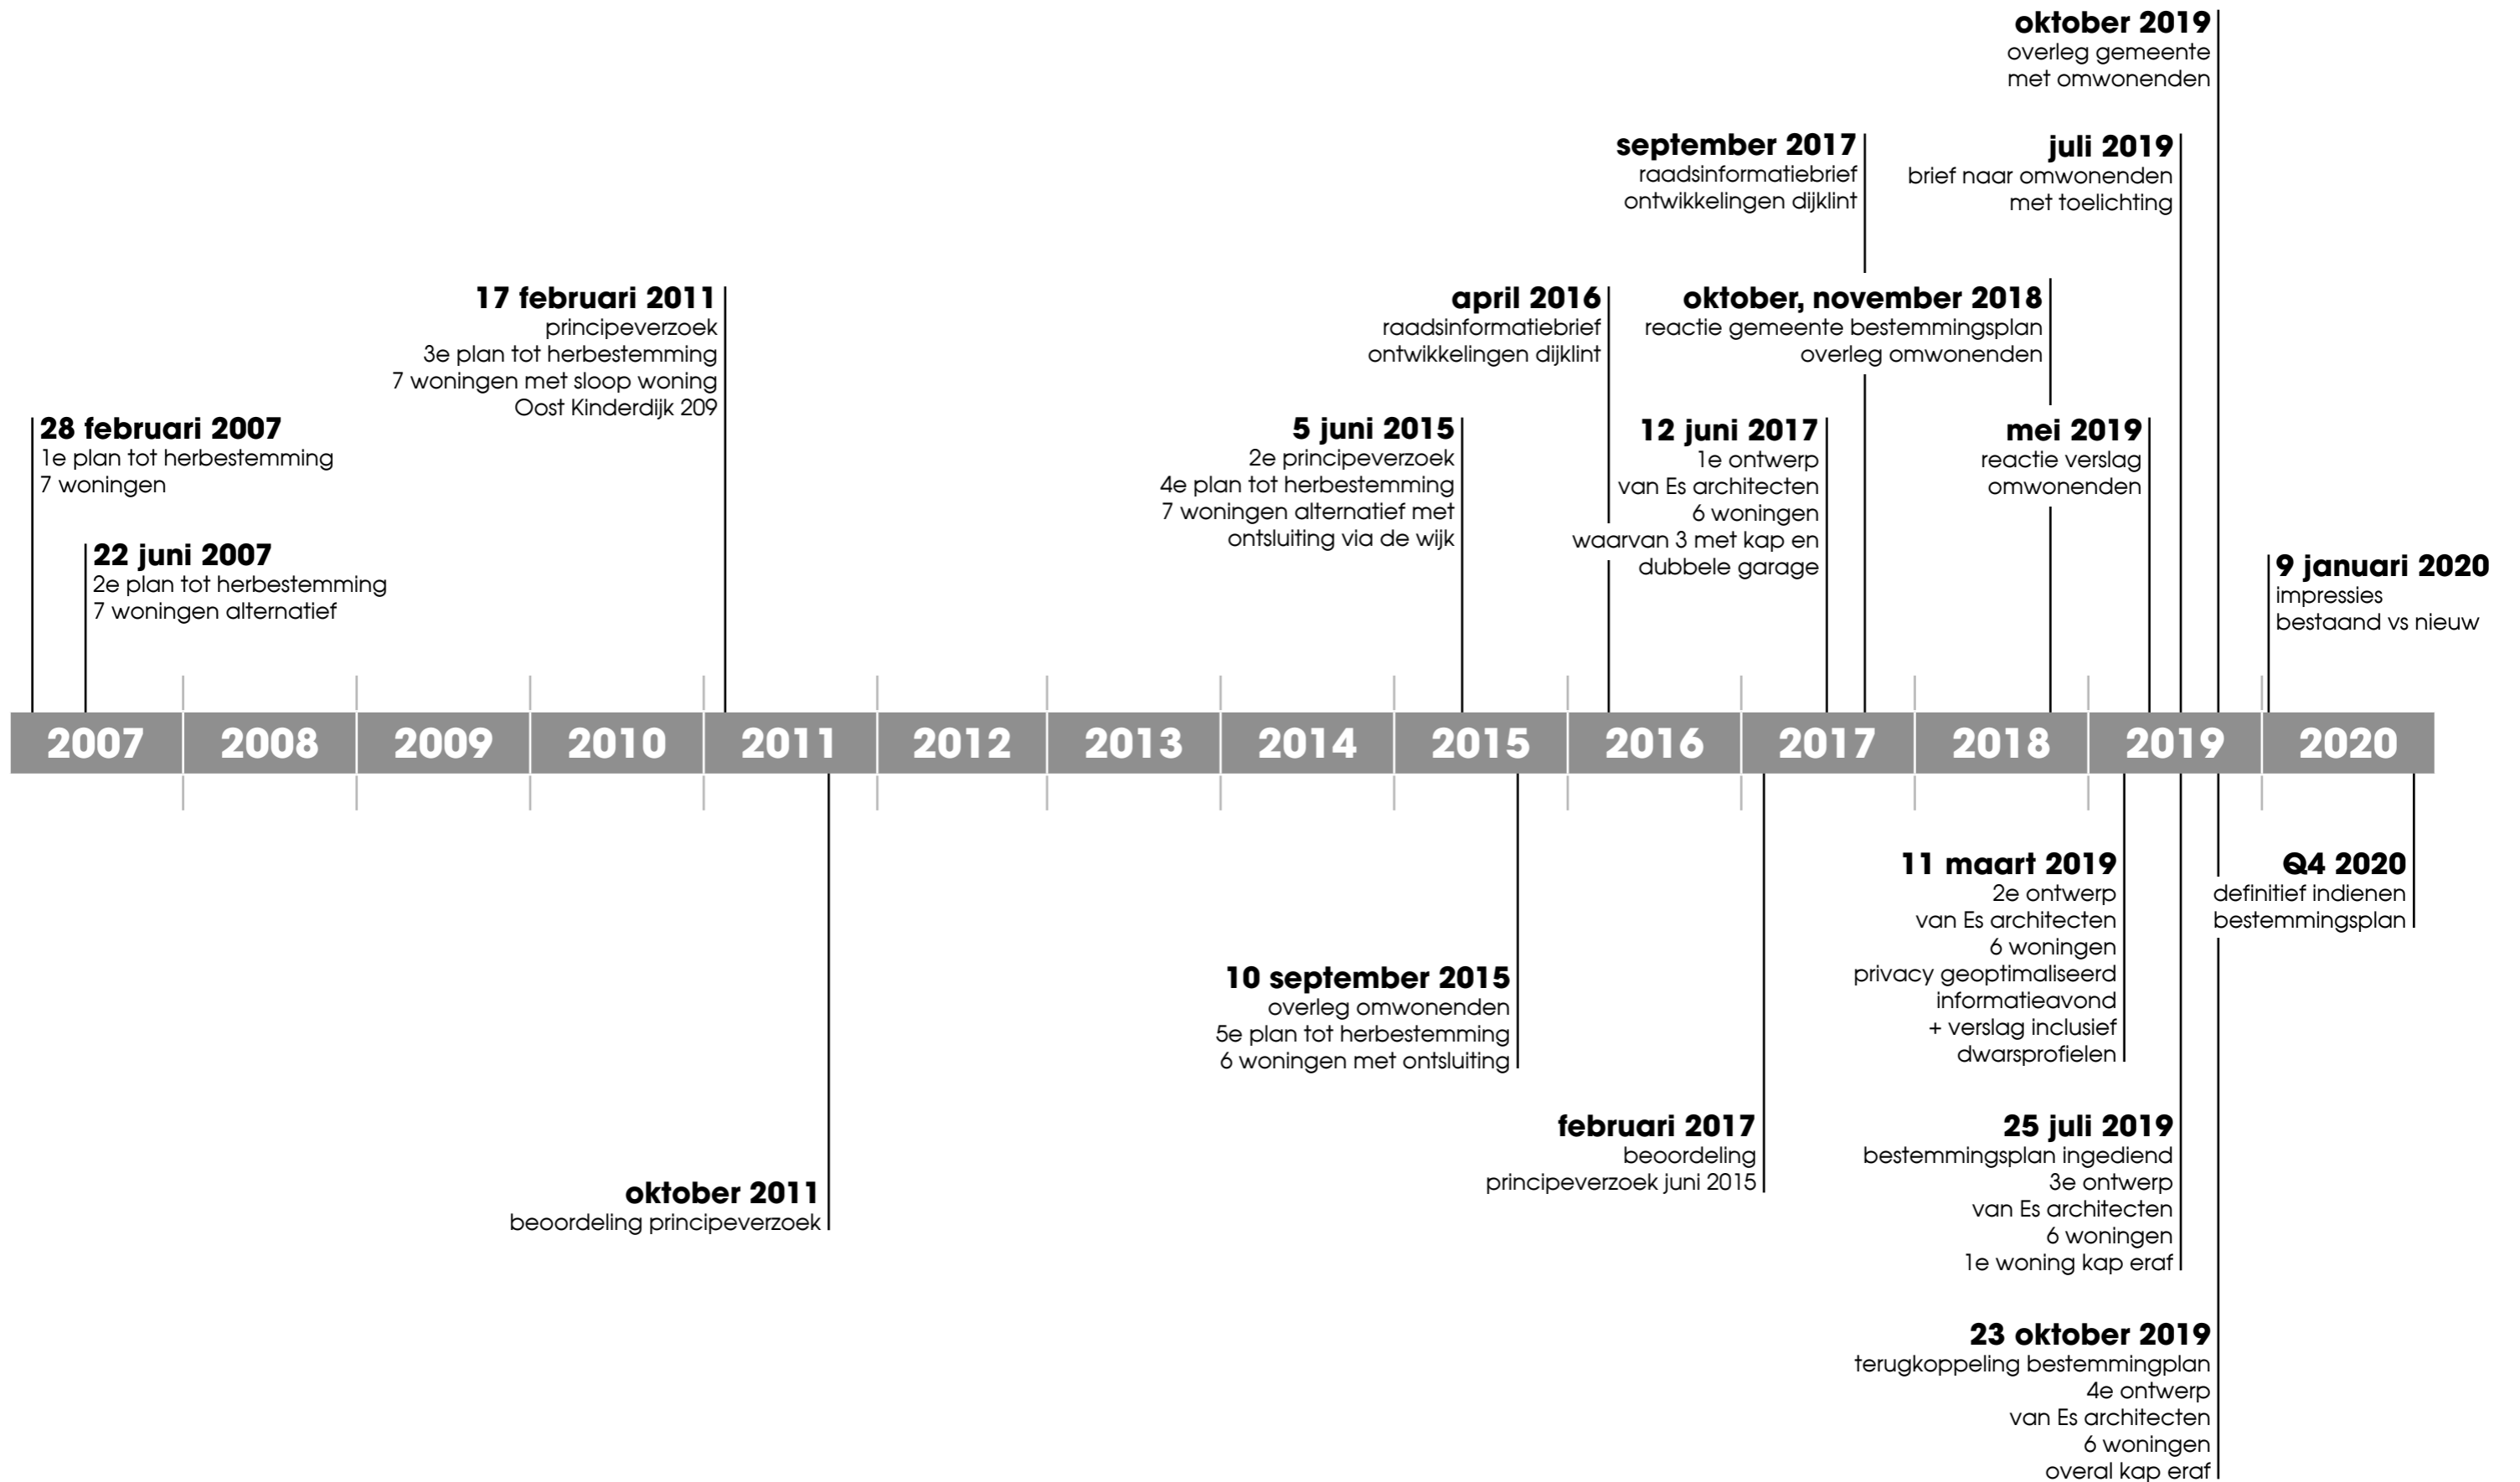 oktober 2019
overleg gemeente
met omwonenden
september 2017
raadsinformatiebrief
ontwikkelingen dijklint
juli 2019
brief naar omwonenden
met toelichting
17 februari 2011
principeverzoek
3e plan tot herbestemming
7 woningen met sloop woning
Oost Kinderdijk 209
april 2016
raadsinformatiebrief
ontwikkelingen dijklint
oktober, november 2018
reactie gemeente bestemmingsplan
overleg omwonenden
28 februari 2007
1e plan tot herbestemming
7 woningen
5 juni 2015
2e principeverzoek
4e plan tot herbestemming
7 woningen alternatief met
ontsluiting via de wijk
12 juni 2017
1e ontwerp
van Es architecten
6 woningen
waarvan 3 met kap en
dubbele garage
mei 2019
reactie verslag
omwonenden
22 juni 2007
2e plan tot herbestemming
7 woningen alternatief
9 januari 2020
impressies
bestaand vs nieuw
2007 2008 2009 2010 2011 2012 2013 2014 2015 2016 2017 2018 2019 2020
11 maart 2019
2e ontwerp
van Es architecten
6 woningen
privacy geoptimaliseerd
informatieavond
+ verslag inclusief
dwarsprofielen
Q4 2020
definitief indienen
bestemmingsplan
10 september 2015
overleg omwonenden
5e plan tot herbestemming
6 woningen met ontsluiting
februari 2017
beoordeling
principeverzoek juni 2015
25 juli 2019
bestemmingsplan ingediend
3e ontwerp
van Es architecten
6 woningen
1e woning kap eraf
oktober 2011
beoordeling principeverzoek
23 oktober 2019
terugkoppeling bestemmingplan
4e ontwerp
van Es architecten
6 woningen
overal kap eraf